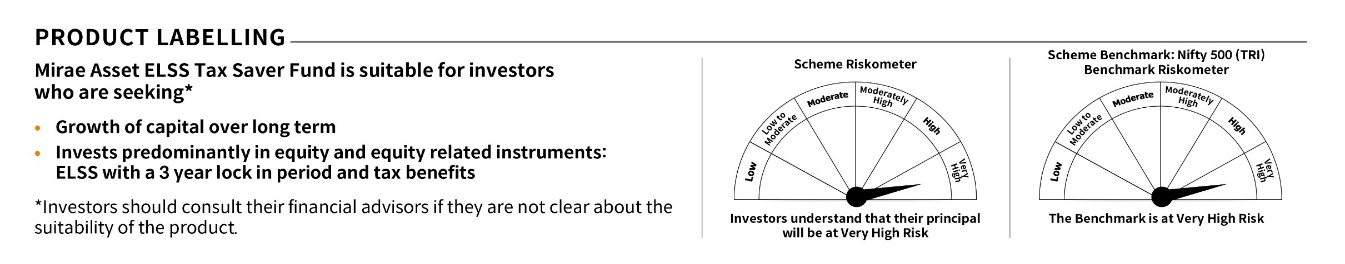 PRODUCT LABELLING
Mirae Asset ELSS Tax Saver Fund is suitable for investors
who are seeking*
• Growth of capital over long term
• Invests predominantly in equity and equity related instruments:
ELSS with a 3 year lock in period and tax benefits
*Investors should consult their financial advisors if they are not clear about the
suitability of the product.
Scheme Riskometer
Low
Low to
Moderate
Moderate
Moderately
High
High
Very
High
Investors understand that their principal
will be at Very High Risk
Scheme Benchmark: Nifty 500 (TRI)
Benchmark Riskometer
Low
Low to
Moderate
Moderate
Moderately
High
High
Very
High
The Benchmark is at Very High Risk